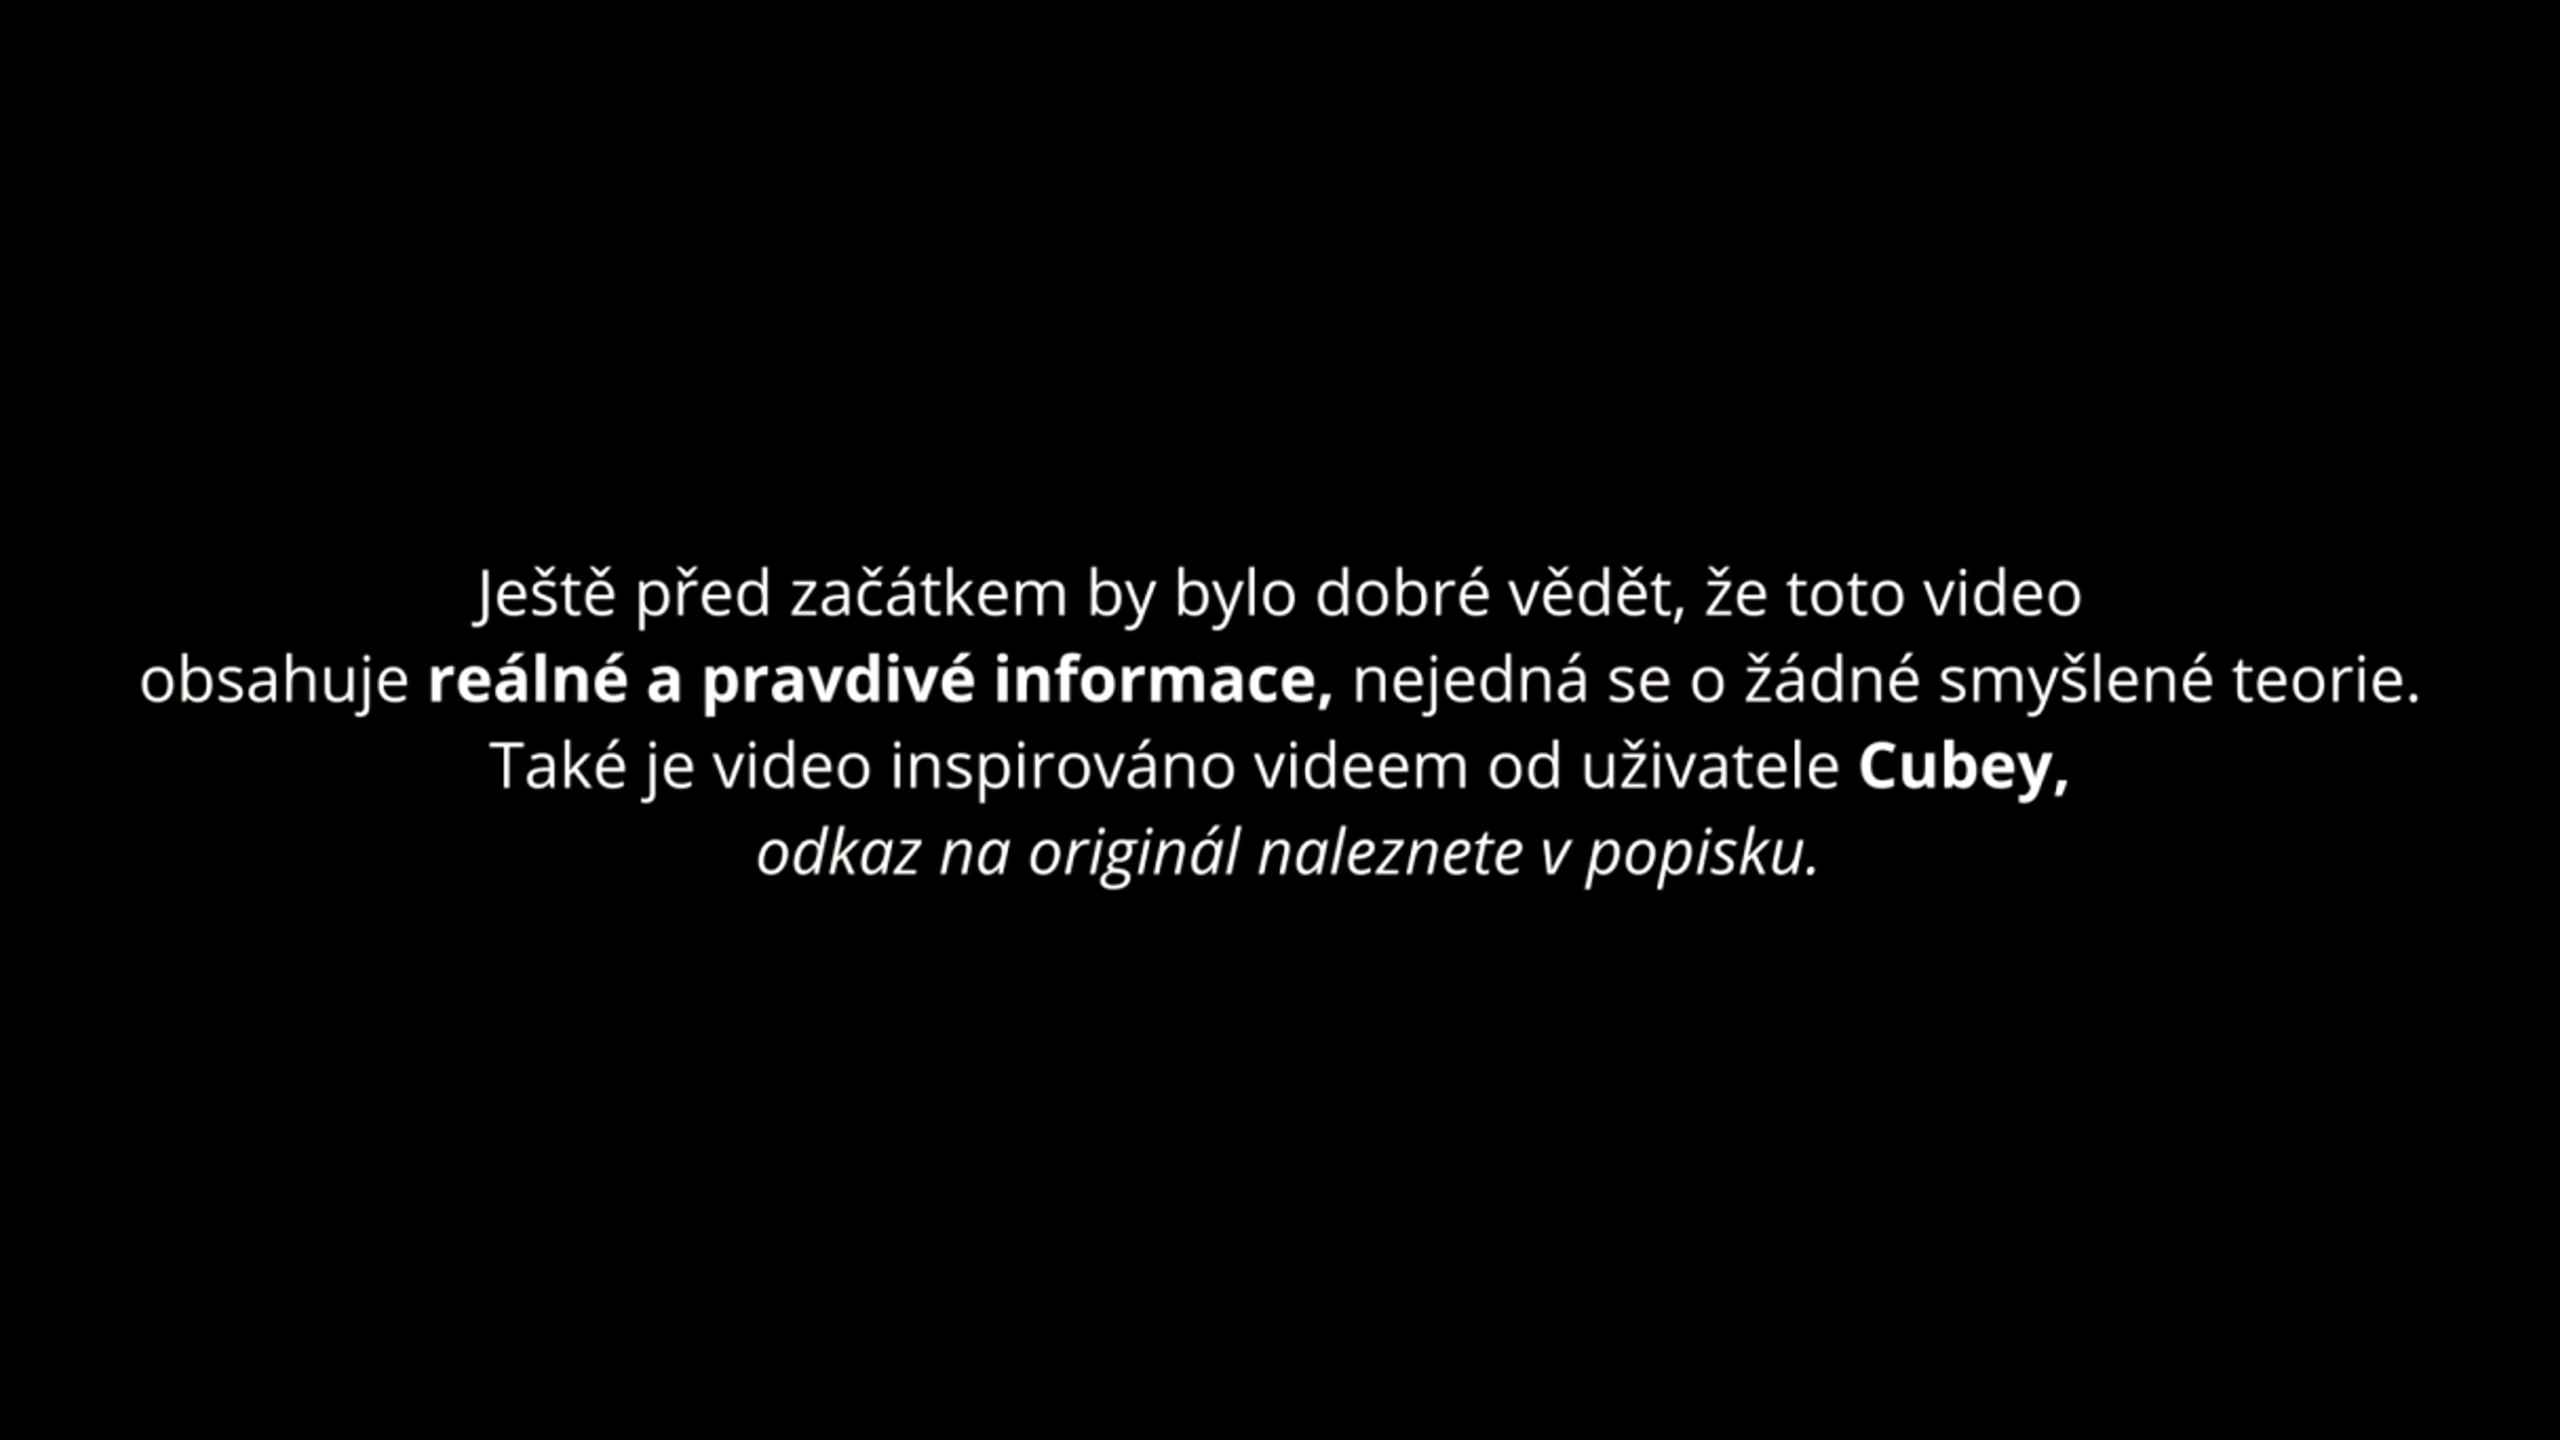 Ještě před začátkem by bylo dobré vědět, že toto video
obsahuje reálné a pravdivé informace, nejedná se o žádné smyšlené teorie.
Také je video inspirováno videem od uživatele Cubey,
odkaz na originál naleznete v popisku.